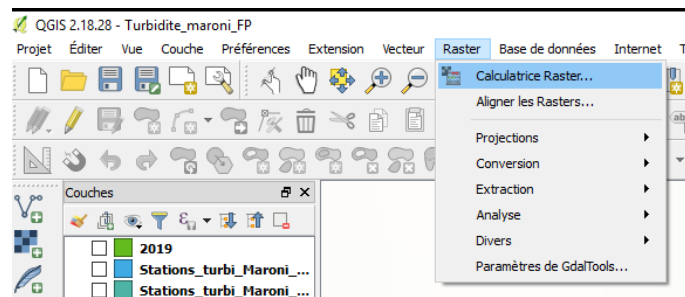 QGIS 2.18.28 - Turbidite_maroni_FP
Projet Éditer Vue Couche Préférences Extension Vecteur Raster Base de données Internet T
Calculatrice Raster...
Aligner les Rasters...
Projections
Conversion
Extraction
Analyse
Divers
Paramètres de GdalTools...
Couches
2019
Stations_turbi_Maroni_...
Stations_turbi_Maroni_...